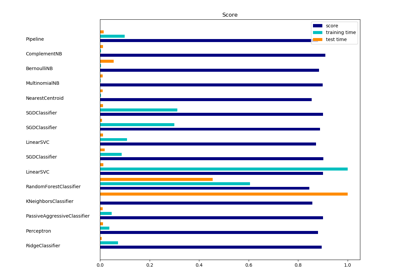 Score
score
training time
test time
Pipeline
ComplementNB
BernoulliNB
MultinomialNB
NearestCentroid
SGDClassifier
SGDClassifier
LinearSVC
SGDClassifier
LinearSVC
RandomForestClassifier
KNeighborsClassifier
PassiveAggressiveClassifier
Perceptron
RidgeClassifier
0.0 0.2 0.4 0.6 0.8 1.0